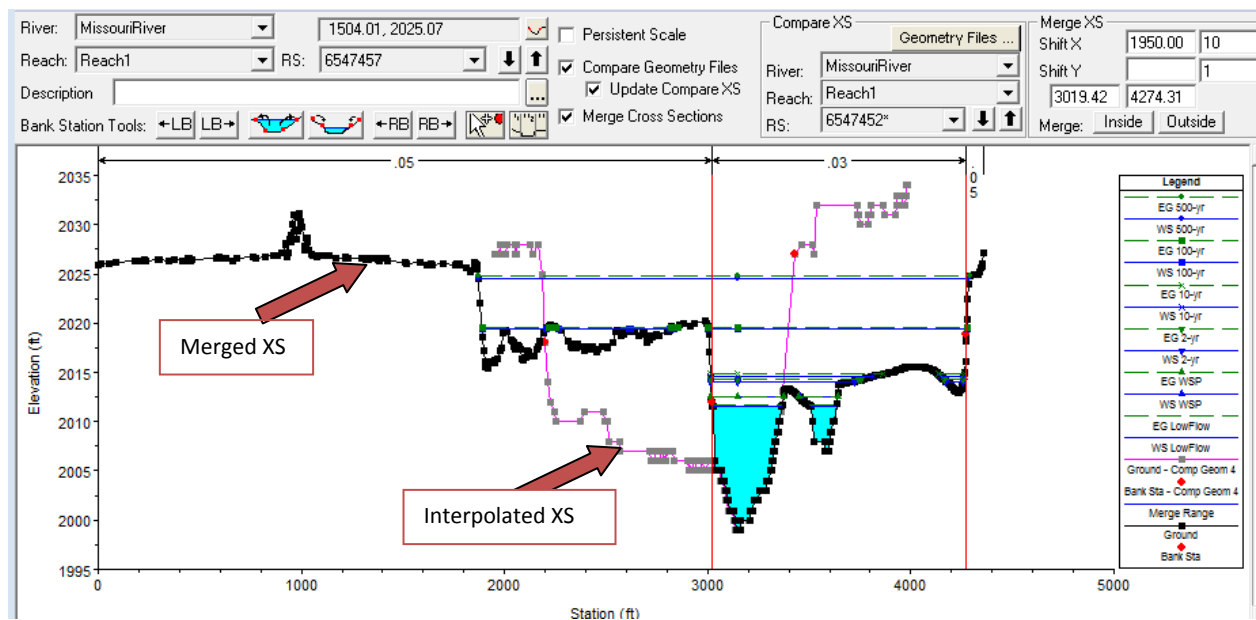 River: MissouriRiver 1504.01, 2025.07
Reach: Reach1 RS: 6547457
Description ...
Bank Station Tools: ←LB LB→ ←RB RB→
Persistent Scale
Compare Geometry Files
Update Compare XS
Merge Cross Sections
Compare XS
Geometry Files ...
River: MissouriRiver
Reach: Reach1
RS: 6547452*
Merge XS
Shift X 1950.00 10
Shift Y 1
3019.42 4274.31
Merge: Inside Outside
.05 .03 .05
2035
2030
2025
2020
2015
2010
2005
2000
1995
Elevation (ft)
Merged XS
Interpolated XS
0 1000 2000 3000 4000 5000
Station (ft)
Legend
EG 500-yr
WS 500-yr
EG 100-yr
WS 100-yr
EG 10-yr
WS 10-yr
EG 2-yr
WS 2-yr
EG WSP
WS WSP
EG LowFlow
WS LowFlow
Ground - Comp Geom 4
Bank Sta - Comp Geom 4
Merge Range
Ground
Bank Sta